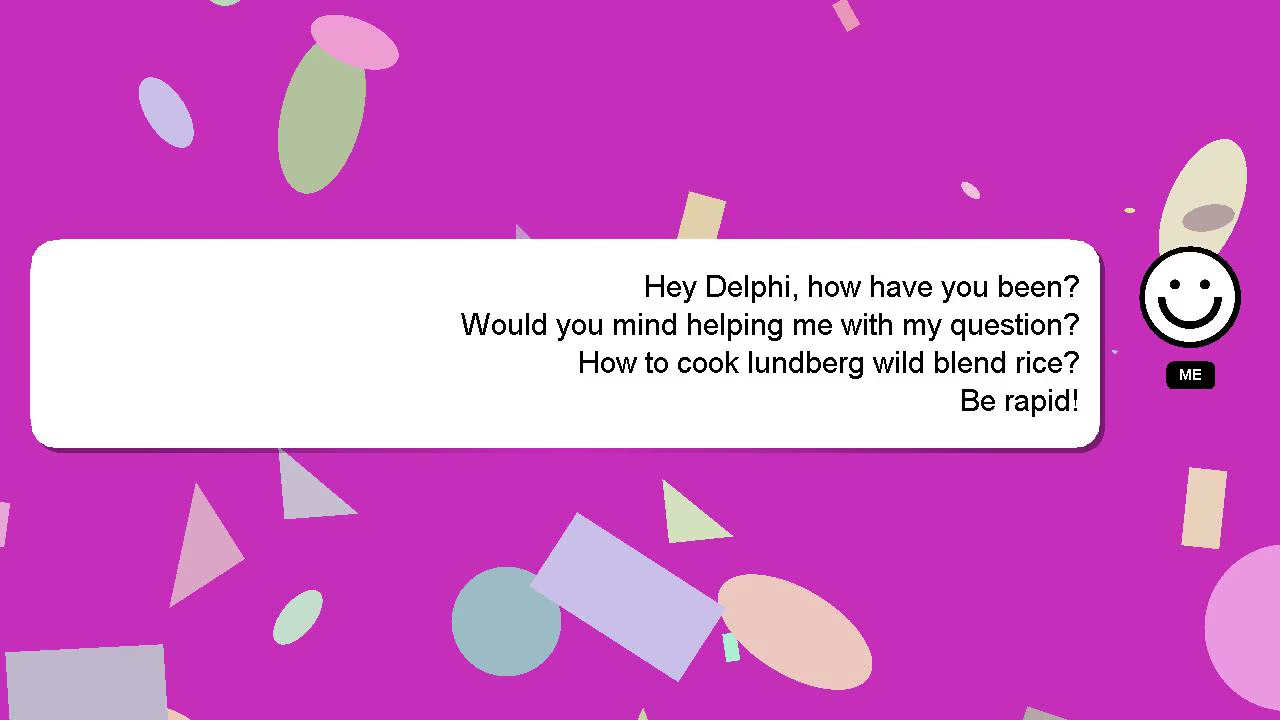 Hey Delphi, how have you been?
Would you mind helping me with my question?
How to cook lundberg wild blend rice?
Be rapid!
ME